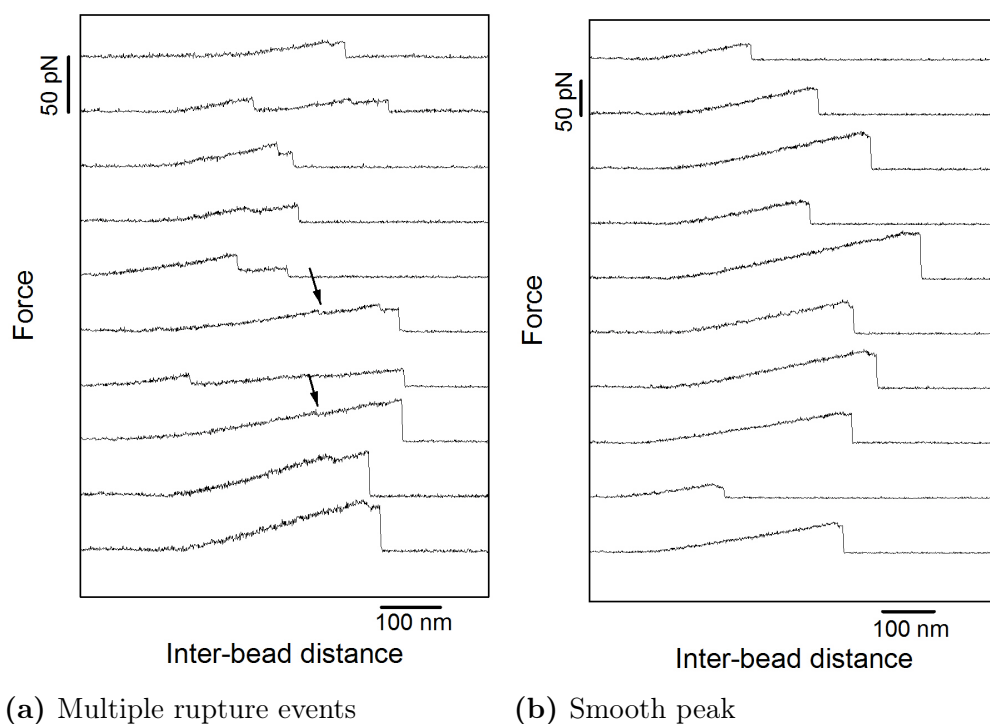 50 pN
Force
100 nm
Inter-bead distance
50 pN
Force
100 nm
Inter-bead distance
(a) Multiple rupture events
(b) Smooth peak